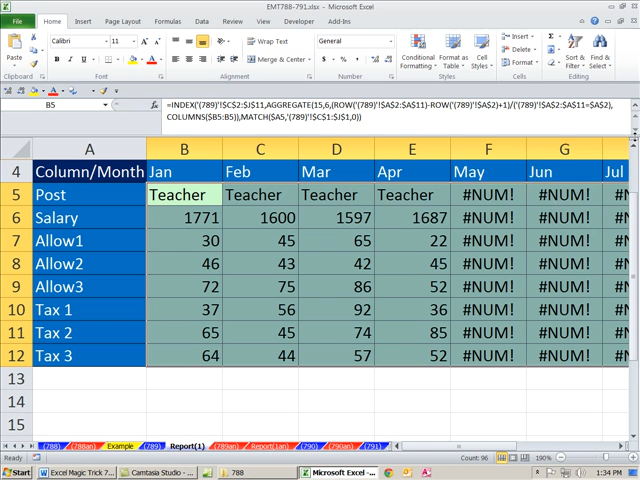 EMT788-791.xlsx - Microsoft Excel
File Home Insert Page Layout Formulas Data Review View Developer Add-Ins
Calibri 11 Wrap Text General Insert
Paste B I U Merge & Center $ % , Conditional Formatting Format as Table Cell Styles Delete Format Sort & Filter Find & Select
Clipboard Font Alignment Number Styles Cells Editing
B5 =INDEX('(789)'!$C$2:$J$11,AGGREGATE(15,6,(ROW('(789)'!$A$2:$A$11)-ROW('(789)'!$A$2)+1)/('(789)'!$A$2:$A$11=$A$2),
COLUMNS($B5:B5)),MATCH($A5,'(789)'!$C$1:$J$1,0))
A B C D E F G H
4 Column/Month Jan Feb Mar Apr May Jun Jul
5 Post Teacher Teacher Teacher Teacher #NUM! #NUM!
6 Salary 1771 1600 1597 1687 #NUM! #NUM!
7 Allow1 30 45 65 22 #NUM! #NUM!
8 Allow2 46 43 42 45 #NUM! #NUM!
9 Allow3 72 75 86 52 #NUM! #NUM!
10 Tax 1 37 56 92 36 #NUM! #NUM!
11 Tax 2 65 45 74 85 #NUM! #NUM!
12 Tax 3 64 44 57 52 #NUM! #NUM!
13
14
15
(788) (788an) Example (789) Report(1) (789an) Report(1an) (790) (790an) (791)
Count: 96 190%
Start Excel Magic Trick 7... Camtasia Studio - ... 788 Microsoft Excel -... 1:34 PM